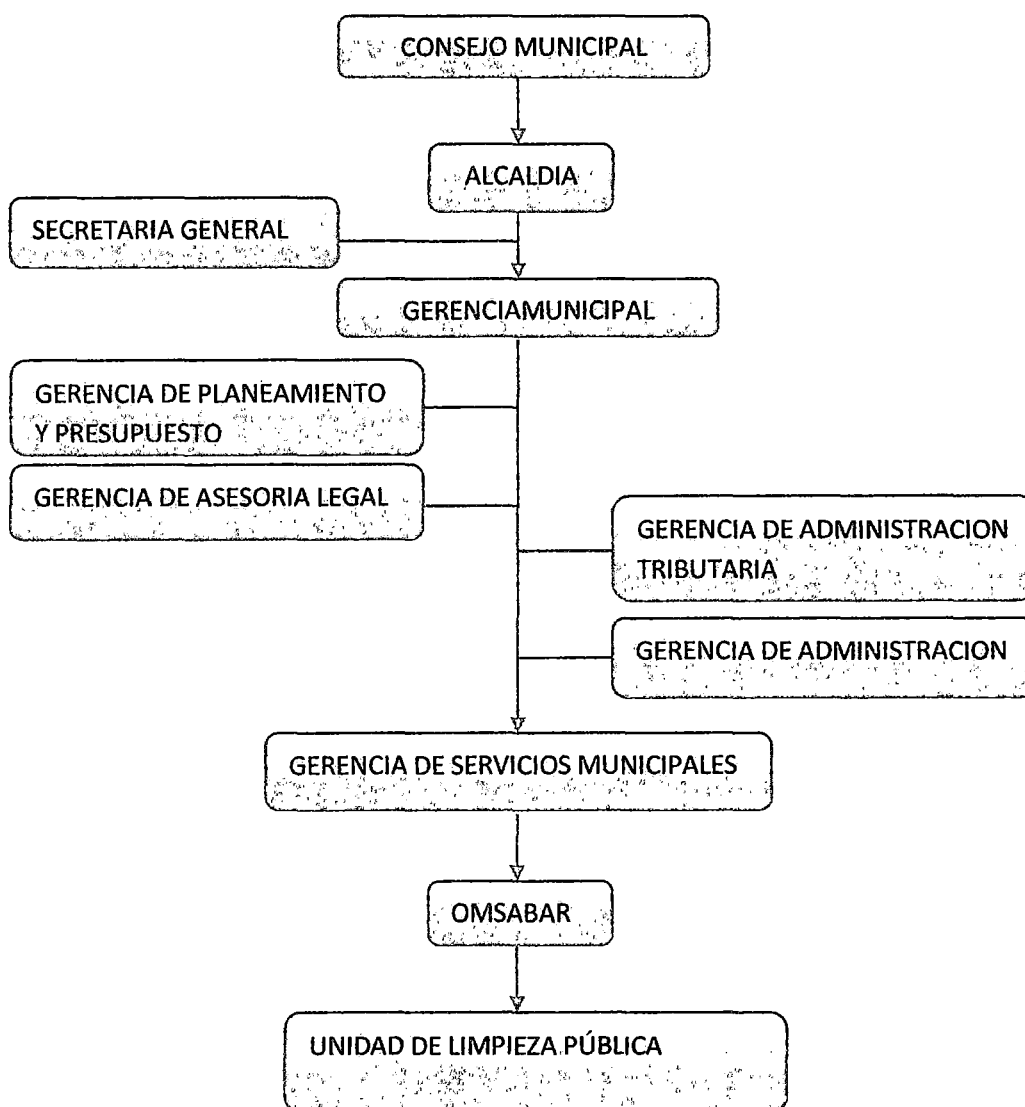 CONSEJO MUNICIPAL
ALCALDIA
SECRETARIA GENERAL
GERENCIAMUNICIPAL
GERENCIA DE PLANEAMIENTO
Y PRESUPUESTO
GERENCIA DE ASESORIA LEGAL
GERENCIA DE ADMINISTRACION
TRIBUTARIA
GERENCIA DE ADMINISTRACION
GERENCIA DE SERVICIOS MUNICIPALES
OMSABAR
UNIDAD DE LIMPIEZA PÚBLICA